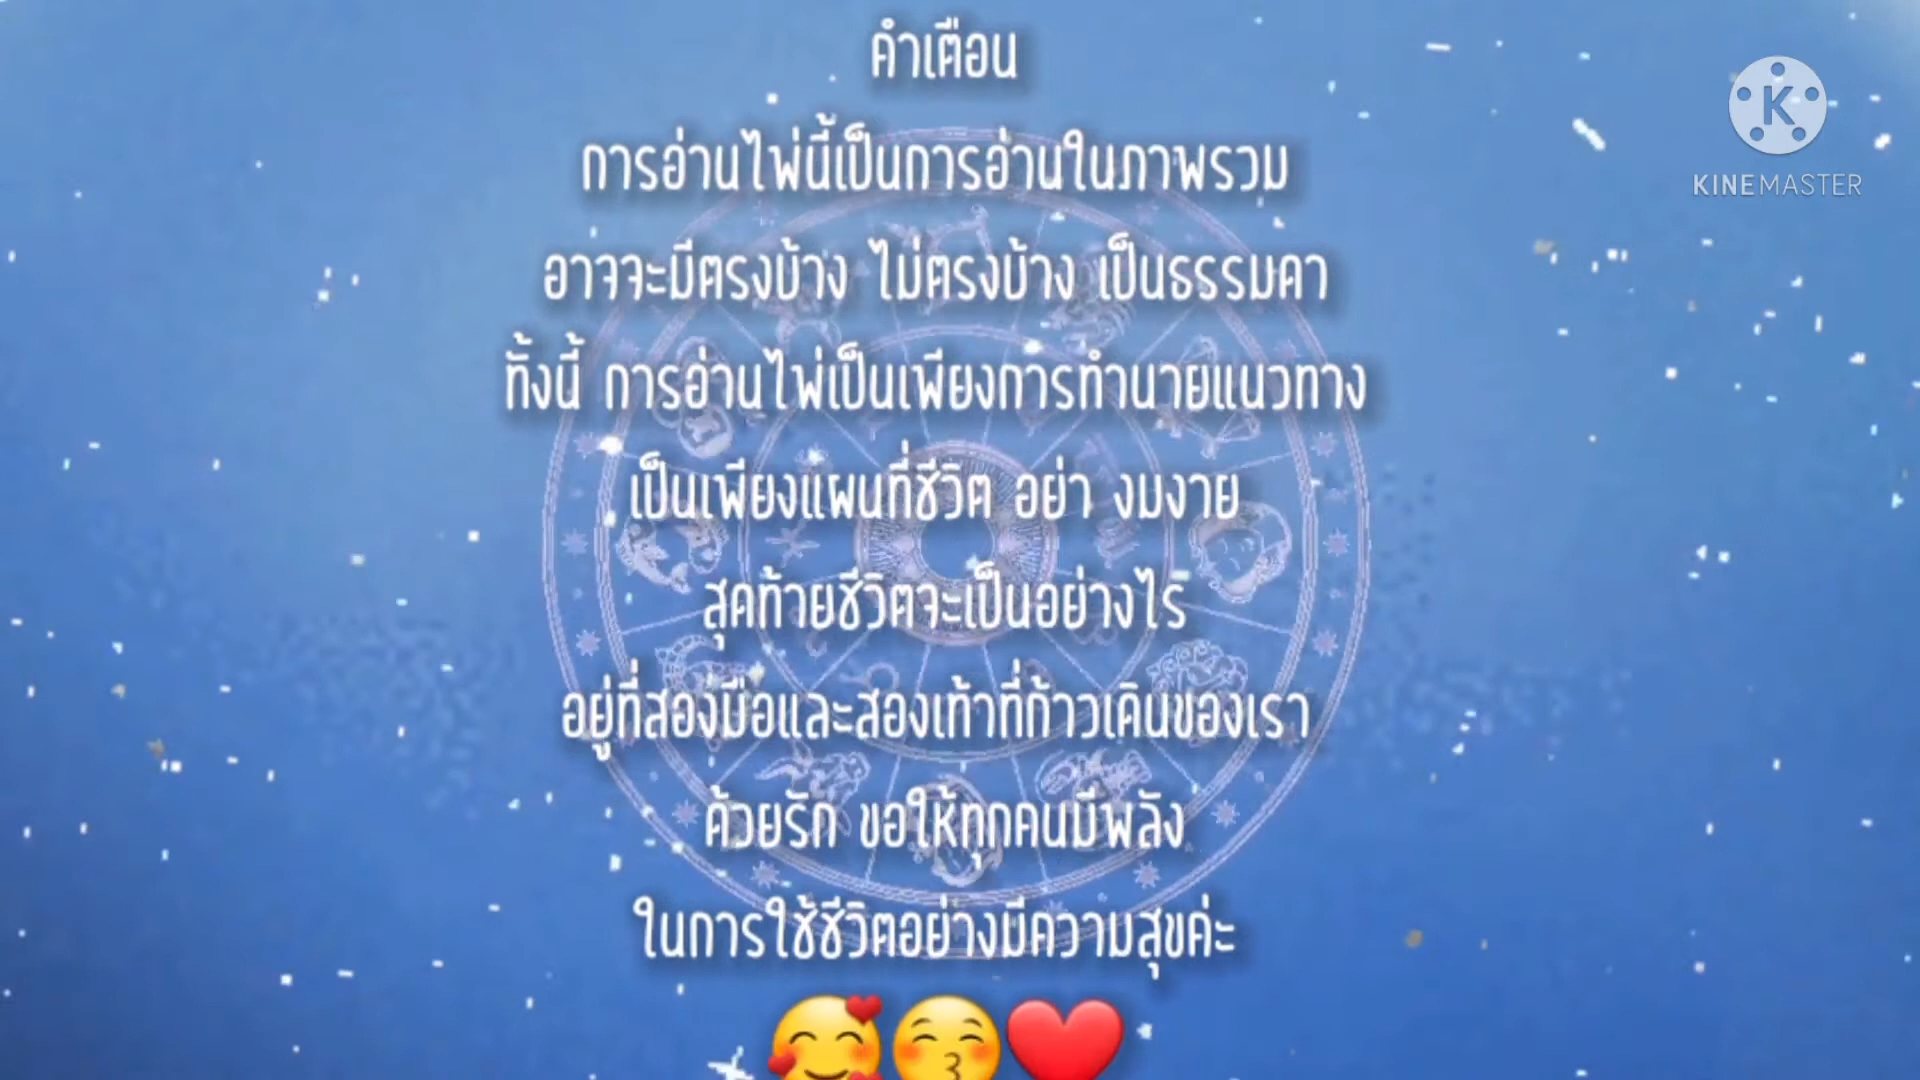 คำเตือน
การอ่านไพ่นี้เป็นการอ่านในภาพรวม
อาจจะมีตรงบ้าง ไม่ตรงบ้าง เป็นธรรมดา
ทั้งนี้ การอ่านไพ่เป็นเพียงการทำนายแนวทาง
เป็นเพียงแผนที่ชีวิต อย่า งมงาย
สุดท้ายชีวิตจะเป็นอย่างไร
อยู่ที่สองมือและสองเท้าที่ก้าวเดินของเรา
ด้วยรัก ขอให้ทุกคนมีพลัง
ในการใช้ชีวิตอย่างมีความสุขค่ะ
🥰😚❤️
K
KINEMASTER